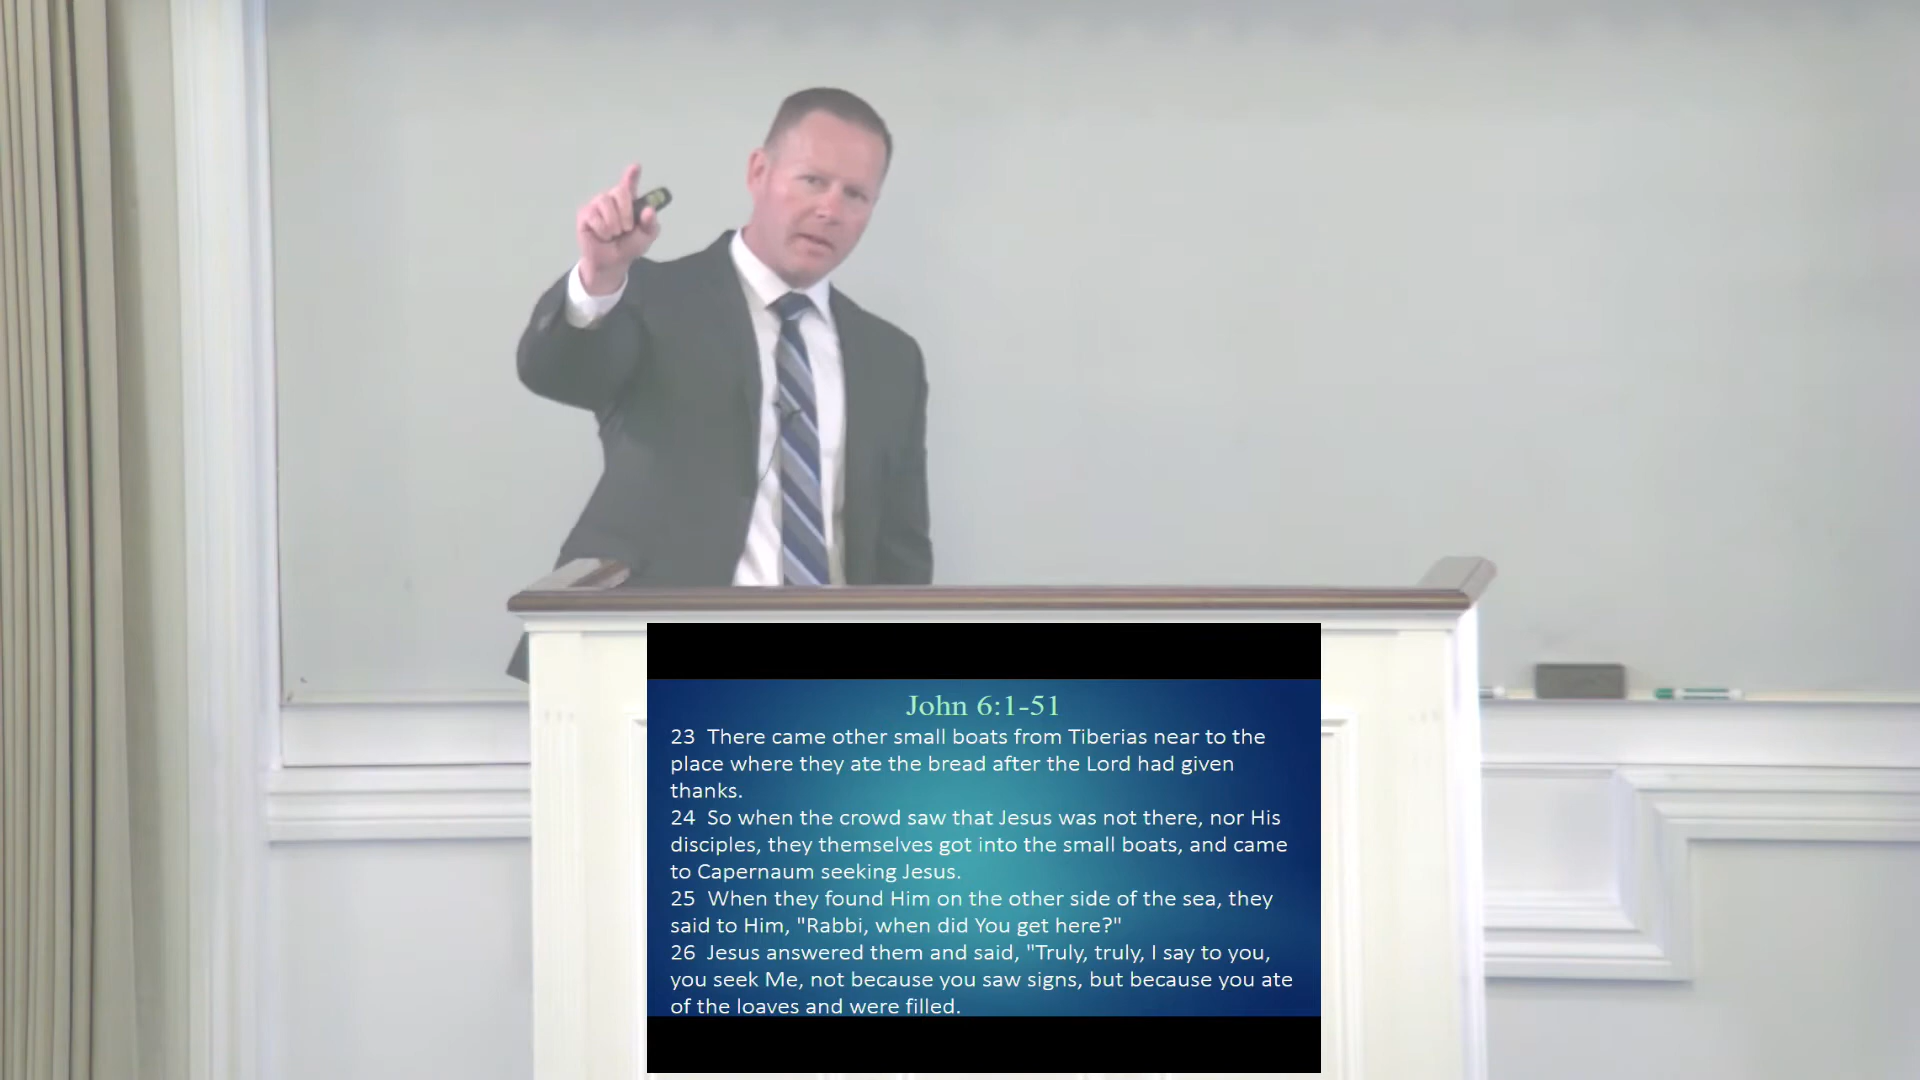 John 6:1-51
23 There came other small boats from Tiberias near to the
place where they ate the bread after the Lord had given
thanks.
24 So when the crowd saw that Jesus was not there, nor His
disciples, they themselves got into the small boats, and came
to Capernaum seeking Jesus.
25 When they found Him on the other side of the sea, they
said to Him, "Rabbi, when did You get here?"
26 Jesus answered them and said, "Truly, truly, I say to you,
you seek Me, not because you saw signs, but because you ate
of the loaves and were filled.